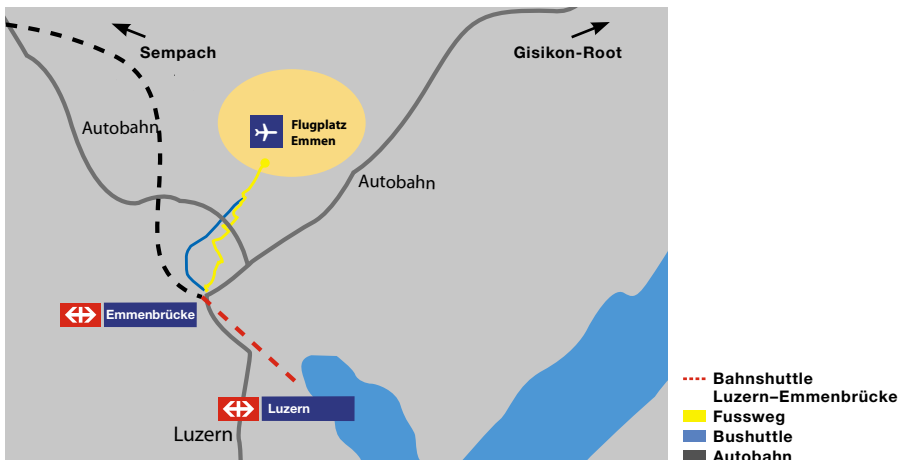 Sempach
Gisikon-Root
Autobahn
Flugplatz
Emmen
Autobahn
Emmenbrücke
Luzern
Luzern
Bahnshuttle
Luzern–Emmenbrücke
Fussweg
Bushuttle
Autobahn